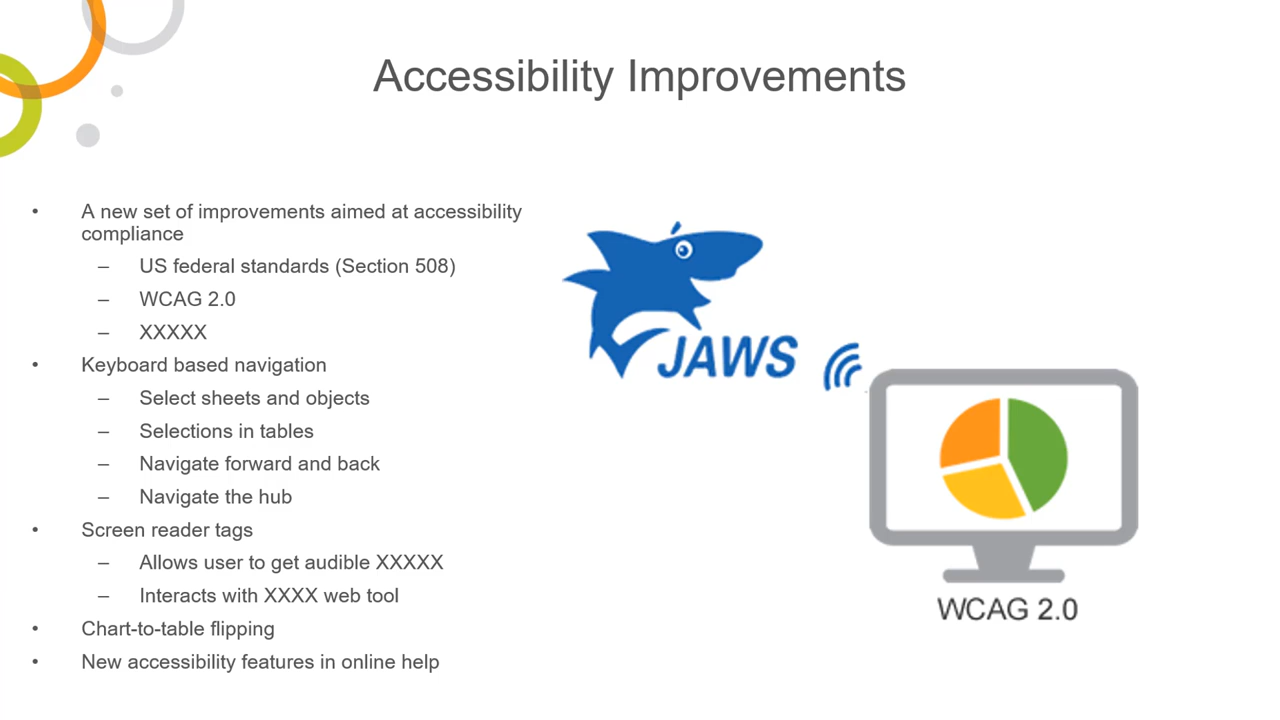 Accessibility Improvements
• A new set of improvements aimed at accessibility
compliance
– US federal standards (Section 508)
– WCAG 2.0
– XXXXX
• Keyboard based navigation
– Select sheets and objects
– Selections in tables
– Navigate forward and back
– Navigate the hub
• Screen reader tags
– Allows user to get audible XXXXX
– Interacts with XXXX web tool
• Chart-to-table flipping
• New accessibility features in online help
JAWS
WCAG 2.0